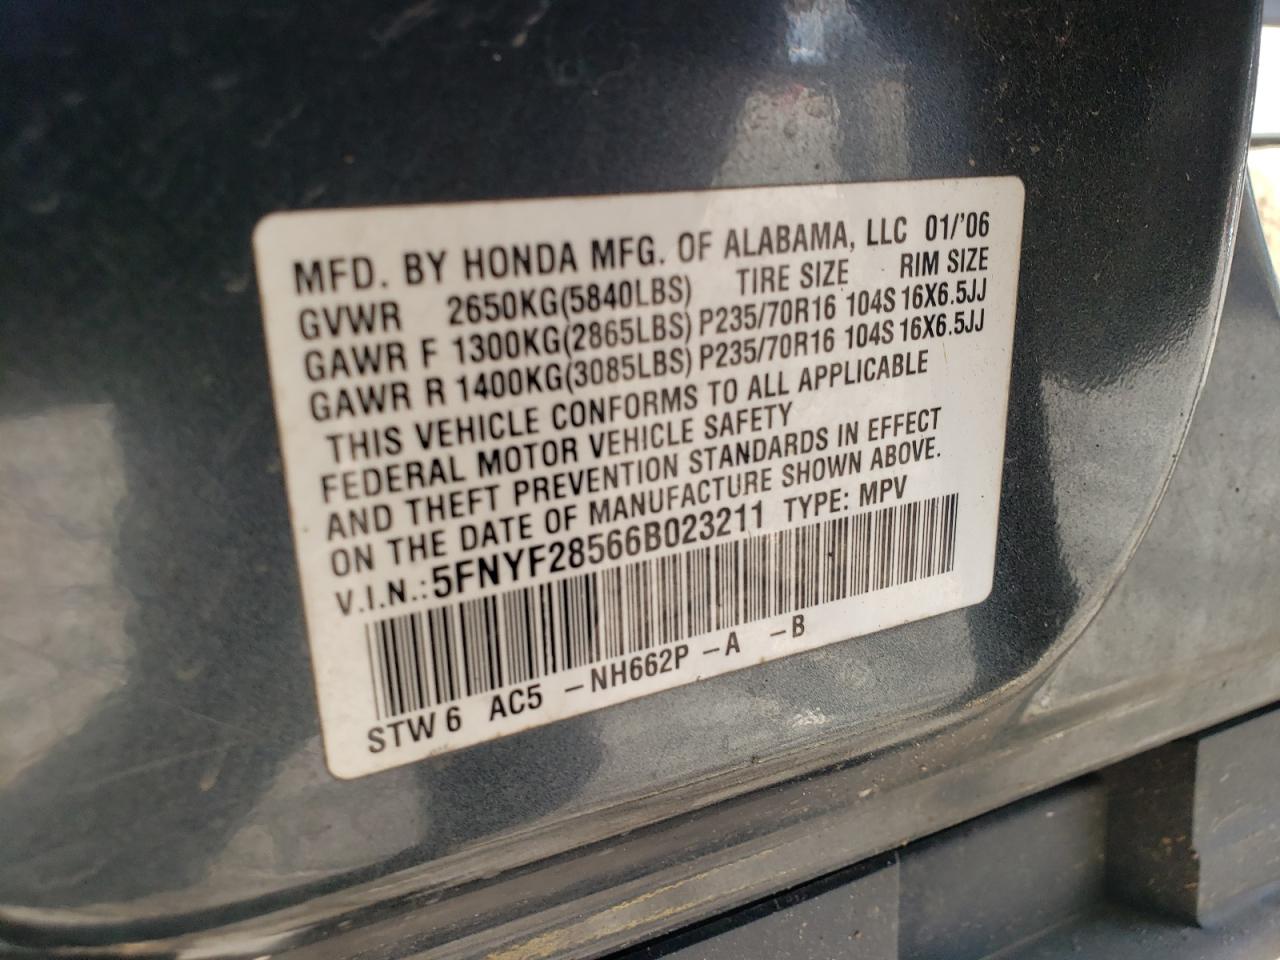 MFD. BY HONDA MFG. OF ALABAMA, LLC 01/'06
GVWR 2650KG(5840LBS) TIRE SIZE RIM SIZE
GAWR F 1300KG(2865LBS) P235/70R16 104S 16X6.5JJ
GAWR R 1400KG(3085LBS) P235/70R16 104S 16X6.5JJ
THIS VEHICLE CONFORMS TO ALL APPLICABLE
FEDERAL MOTOR VEHICLE SAFETY
AND THEFT PREVENTION STANDARDS IN EFFECT
ON THE DATE OF MANUFACTURE SHOWN ABOVE.
V.I.N.:5FNYF28566B023211 TYPE: MPV
STW 6 AC5 -NH662P -A -B